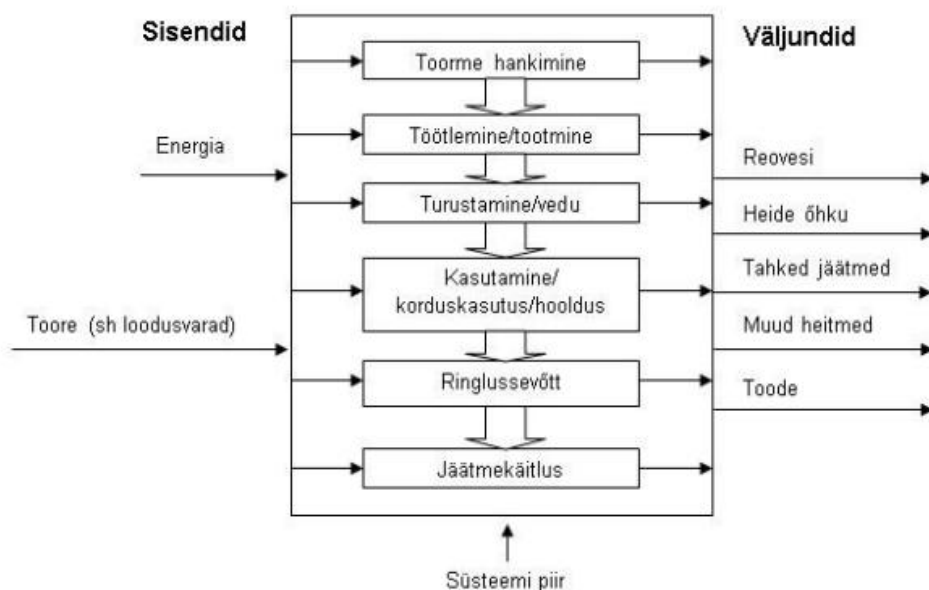 Sisendid
Väljundid
Toorme hankimine
Töötlemine/tootmine
Energia
Reovesi
Turustamine/vedu
Heide õhku
Kasutamine/
korduskasutus/hooldus
Tahked jäätmed
Toore (sh loodusvarad)
Muud heitmed
Ringlussevõtt
Toode
Jäätmekäitlus
Süsteemi piir